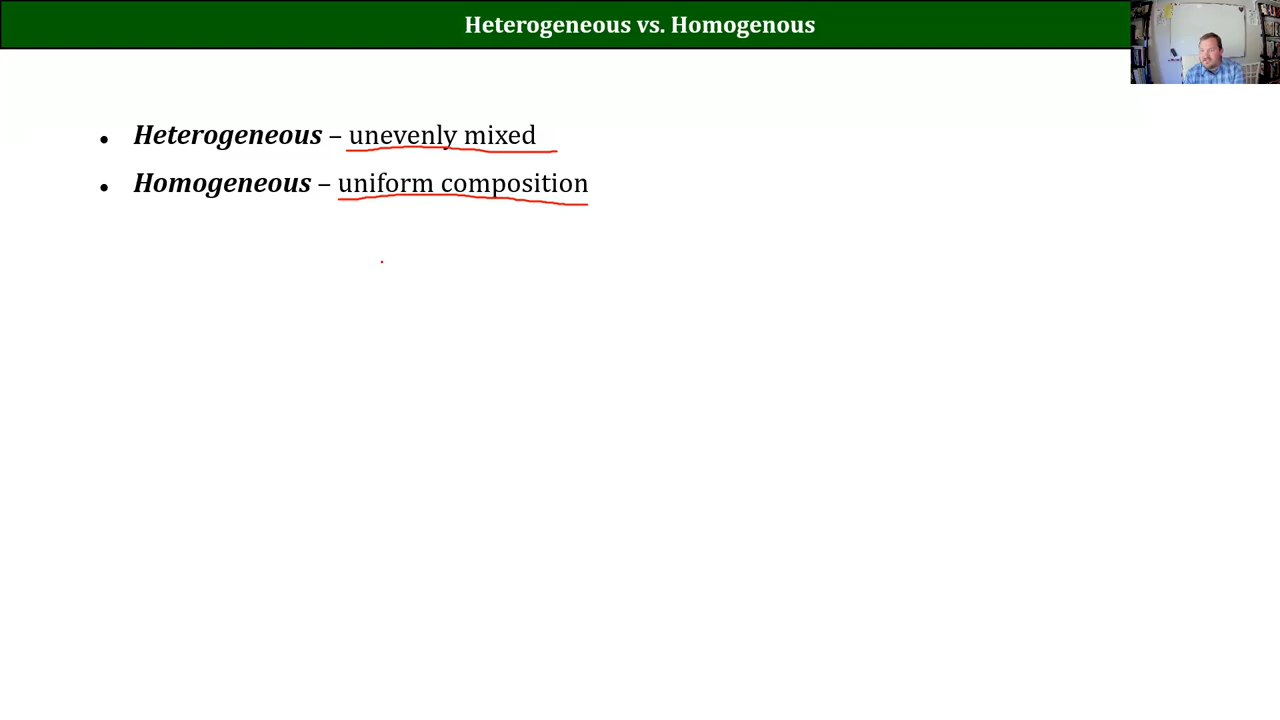 Heterogeneous vs. Homogenous
• Heterogeneous – unevenly mixed
• Homogeneous – uniform composition